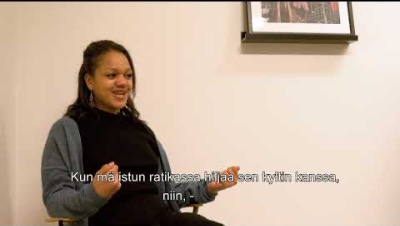 Kun mä istun ratikassa hiljaa sen kyltin kanssa,
niin, -